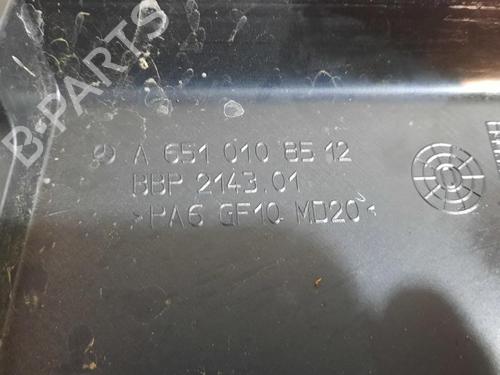 B-PARTS
A 651 010 85 12
BBP 2143.01
>PA6 GF10 MD20<